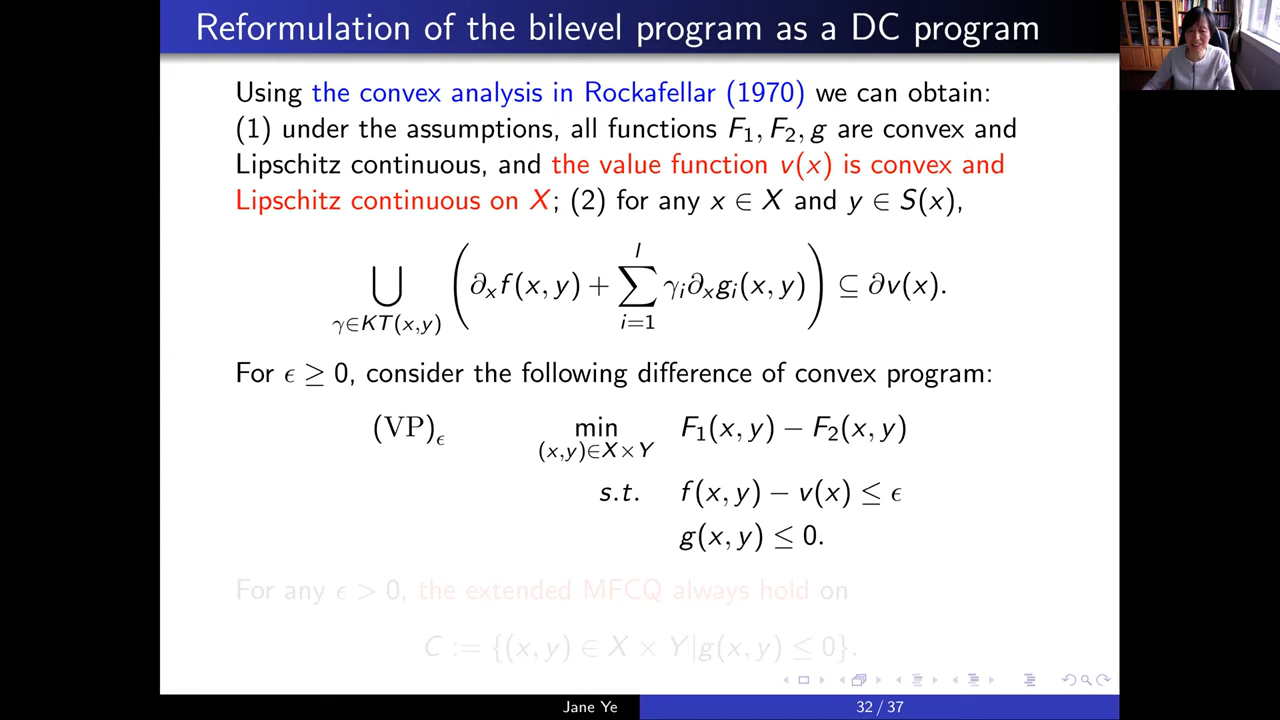 Reformulation of the bilevel program as a DC program
Using the convex analysis in Rockafellar (1970) we can obtain:
(1) under the assumptions, all functions F₁, F₂, g are convex and
Lipschitz continuous, and the value function v(x) is convex and
Lipschitz continuous on X; (2) for any x ∈ X and y ∈ S(x),
⋃_{γ∈KT(x,y)} (∂ₓf(x, y) + ∑_{i=1}^{l} γᵢ∂ₓgᵢ(x, y)) ⊆ ∂v(x).
For ϵ ≥ 0, consider the following difference of convex program:
(VP)_ϵ min_{(x,y)∈X×Y} F₁(x, y) − F₂(x, y)
s.t. f(x, y) − v(x) ≤ ϵ
g(x, y) ≤ 0.
For any ϵ > 0, the extended MFCQ always hold on
C := {(x, y) ∈ X × Y|g(x, y) ≤ 0}.
Jane Ye 32 / 37